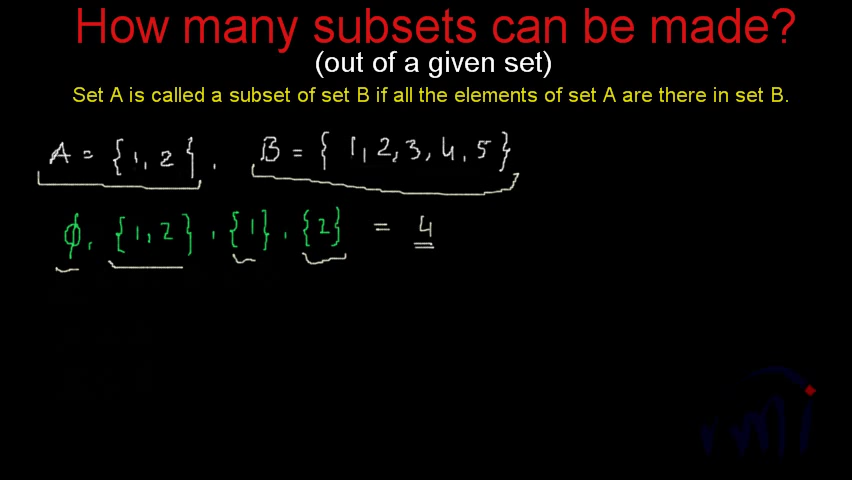 How many subsets can be made?
(out of a given set)
Set A is called a subset of set B if all the elements of set A are there in set B.
A = {1, 2}, B = {1, 2, 3, 4, 5}
ϕ, {1, 2}, {1}, {2} = 4
rmi